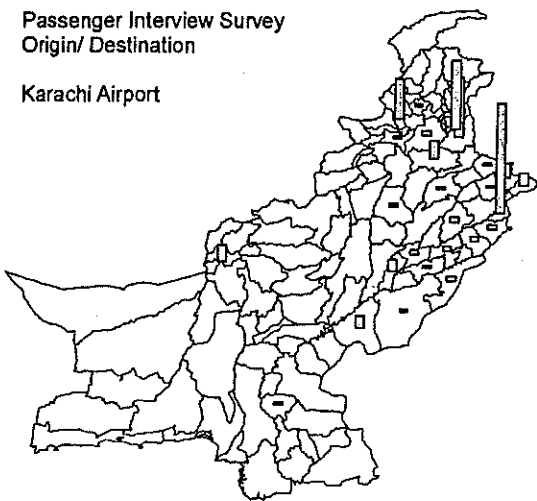 Passenger Interview Survey
Origin/ Destination
Karachi Airport